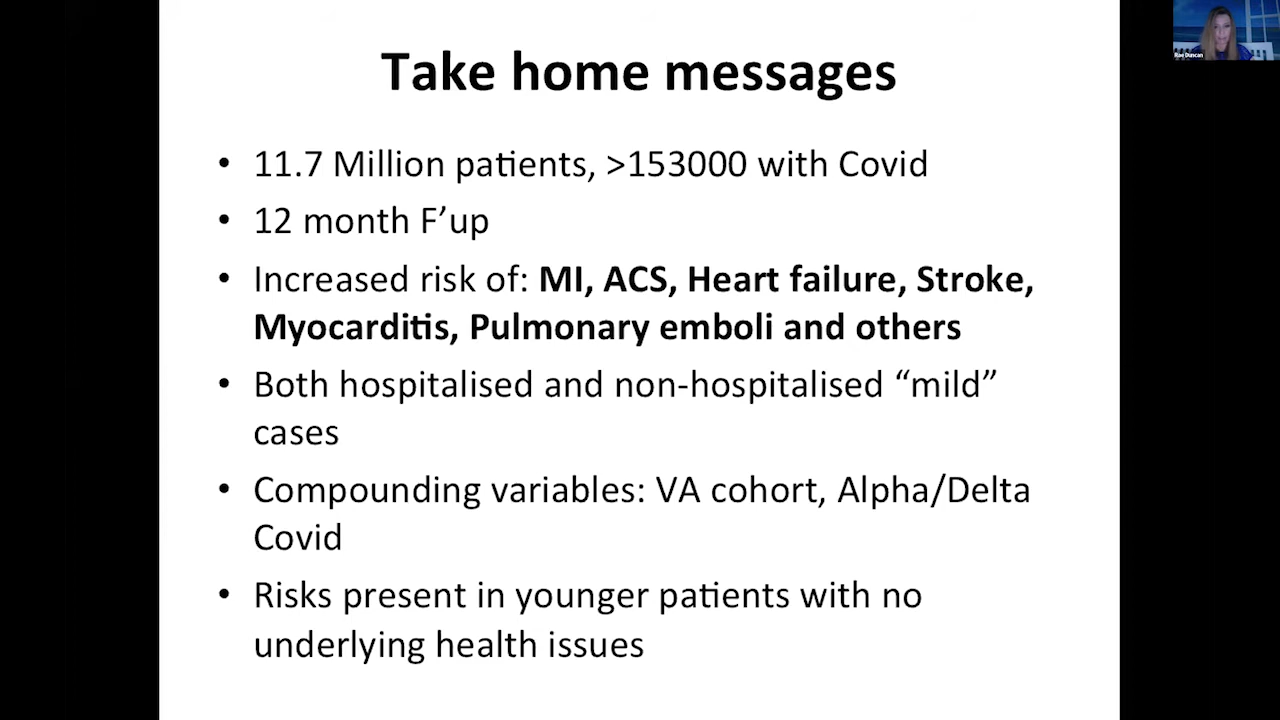 Take home messages
• 11.7 Million patients, >153000 with Covid
• 12 month F’up
• Increased risk of: MI, ACS, Heart failure, Stroke,
Myocarditis, Pulmonary emboli and others
• Both hospitalised and non-hospitalised “mild”
cases
• Compounding variables: VA cohort, Alpha/Delta
Covid
• Risks present in younger patients with no
underlying health issues
Rae Duncan